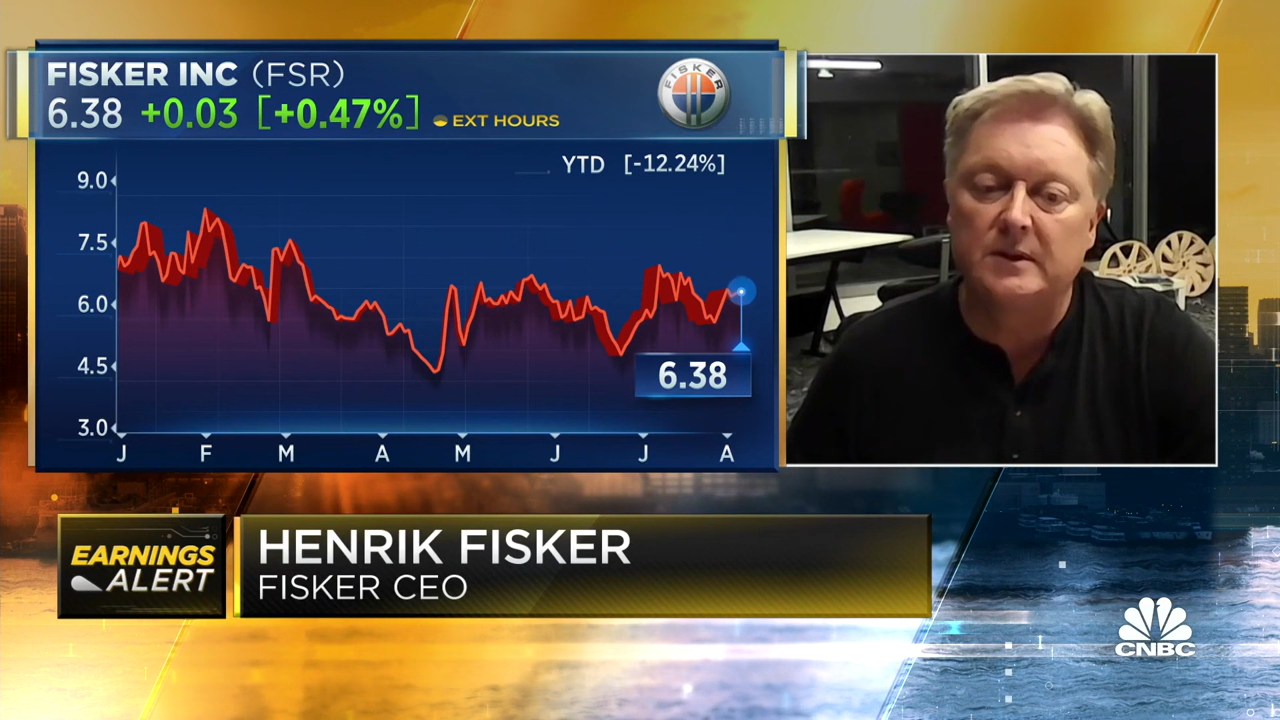 FISKER INC (FSR)
FISKER
6.38 +0.03 [+0.47%] EXT HOURS
YTD [-12.24%]
9.0
7.5
6.0
4.5
3.0
6.38
J F M A M J J A
EARNINGS
ALERT
HENRIK FISKER
FISKER CEO
CNBC